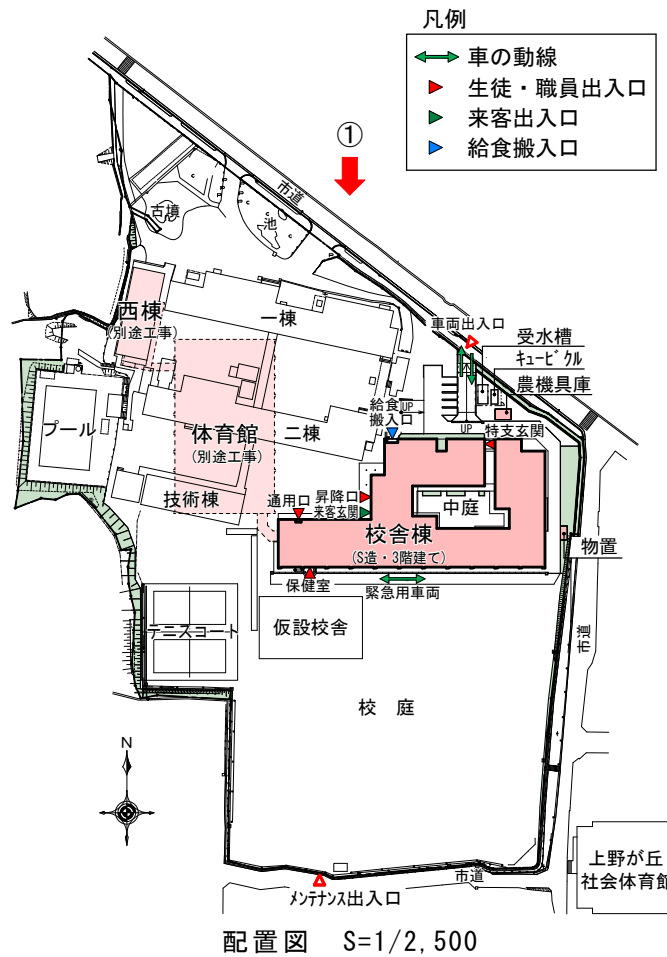 凡例
車の動線
生徒・職員出入口
来客出入口
給食搬入口
①
市道
古墳
池
西棟
(別途工事)
一棟
車両出入口
受水槽
キュービクル
農機具庫
プール
給食
搬入口
UP
UP
特支玄関
体育館
(別途工事)
二棟
技術棟
通用口
昇降口
来客玄関
中庭
校舎棟
(S造・3階建て)
物置
保健室
緊急用車両
テニスコート
仮設校舎
市道
校 庭
N
上野が丘
社会体育館
市道
メンテナンス出入口
配置図 S=1/2,500